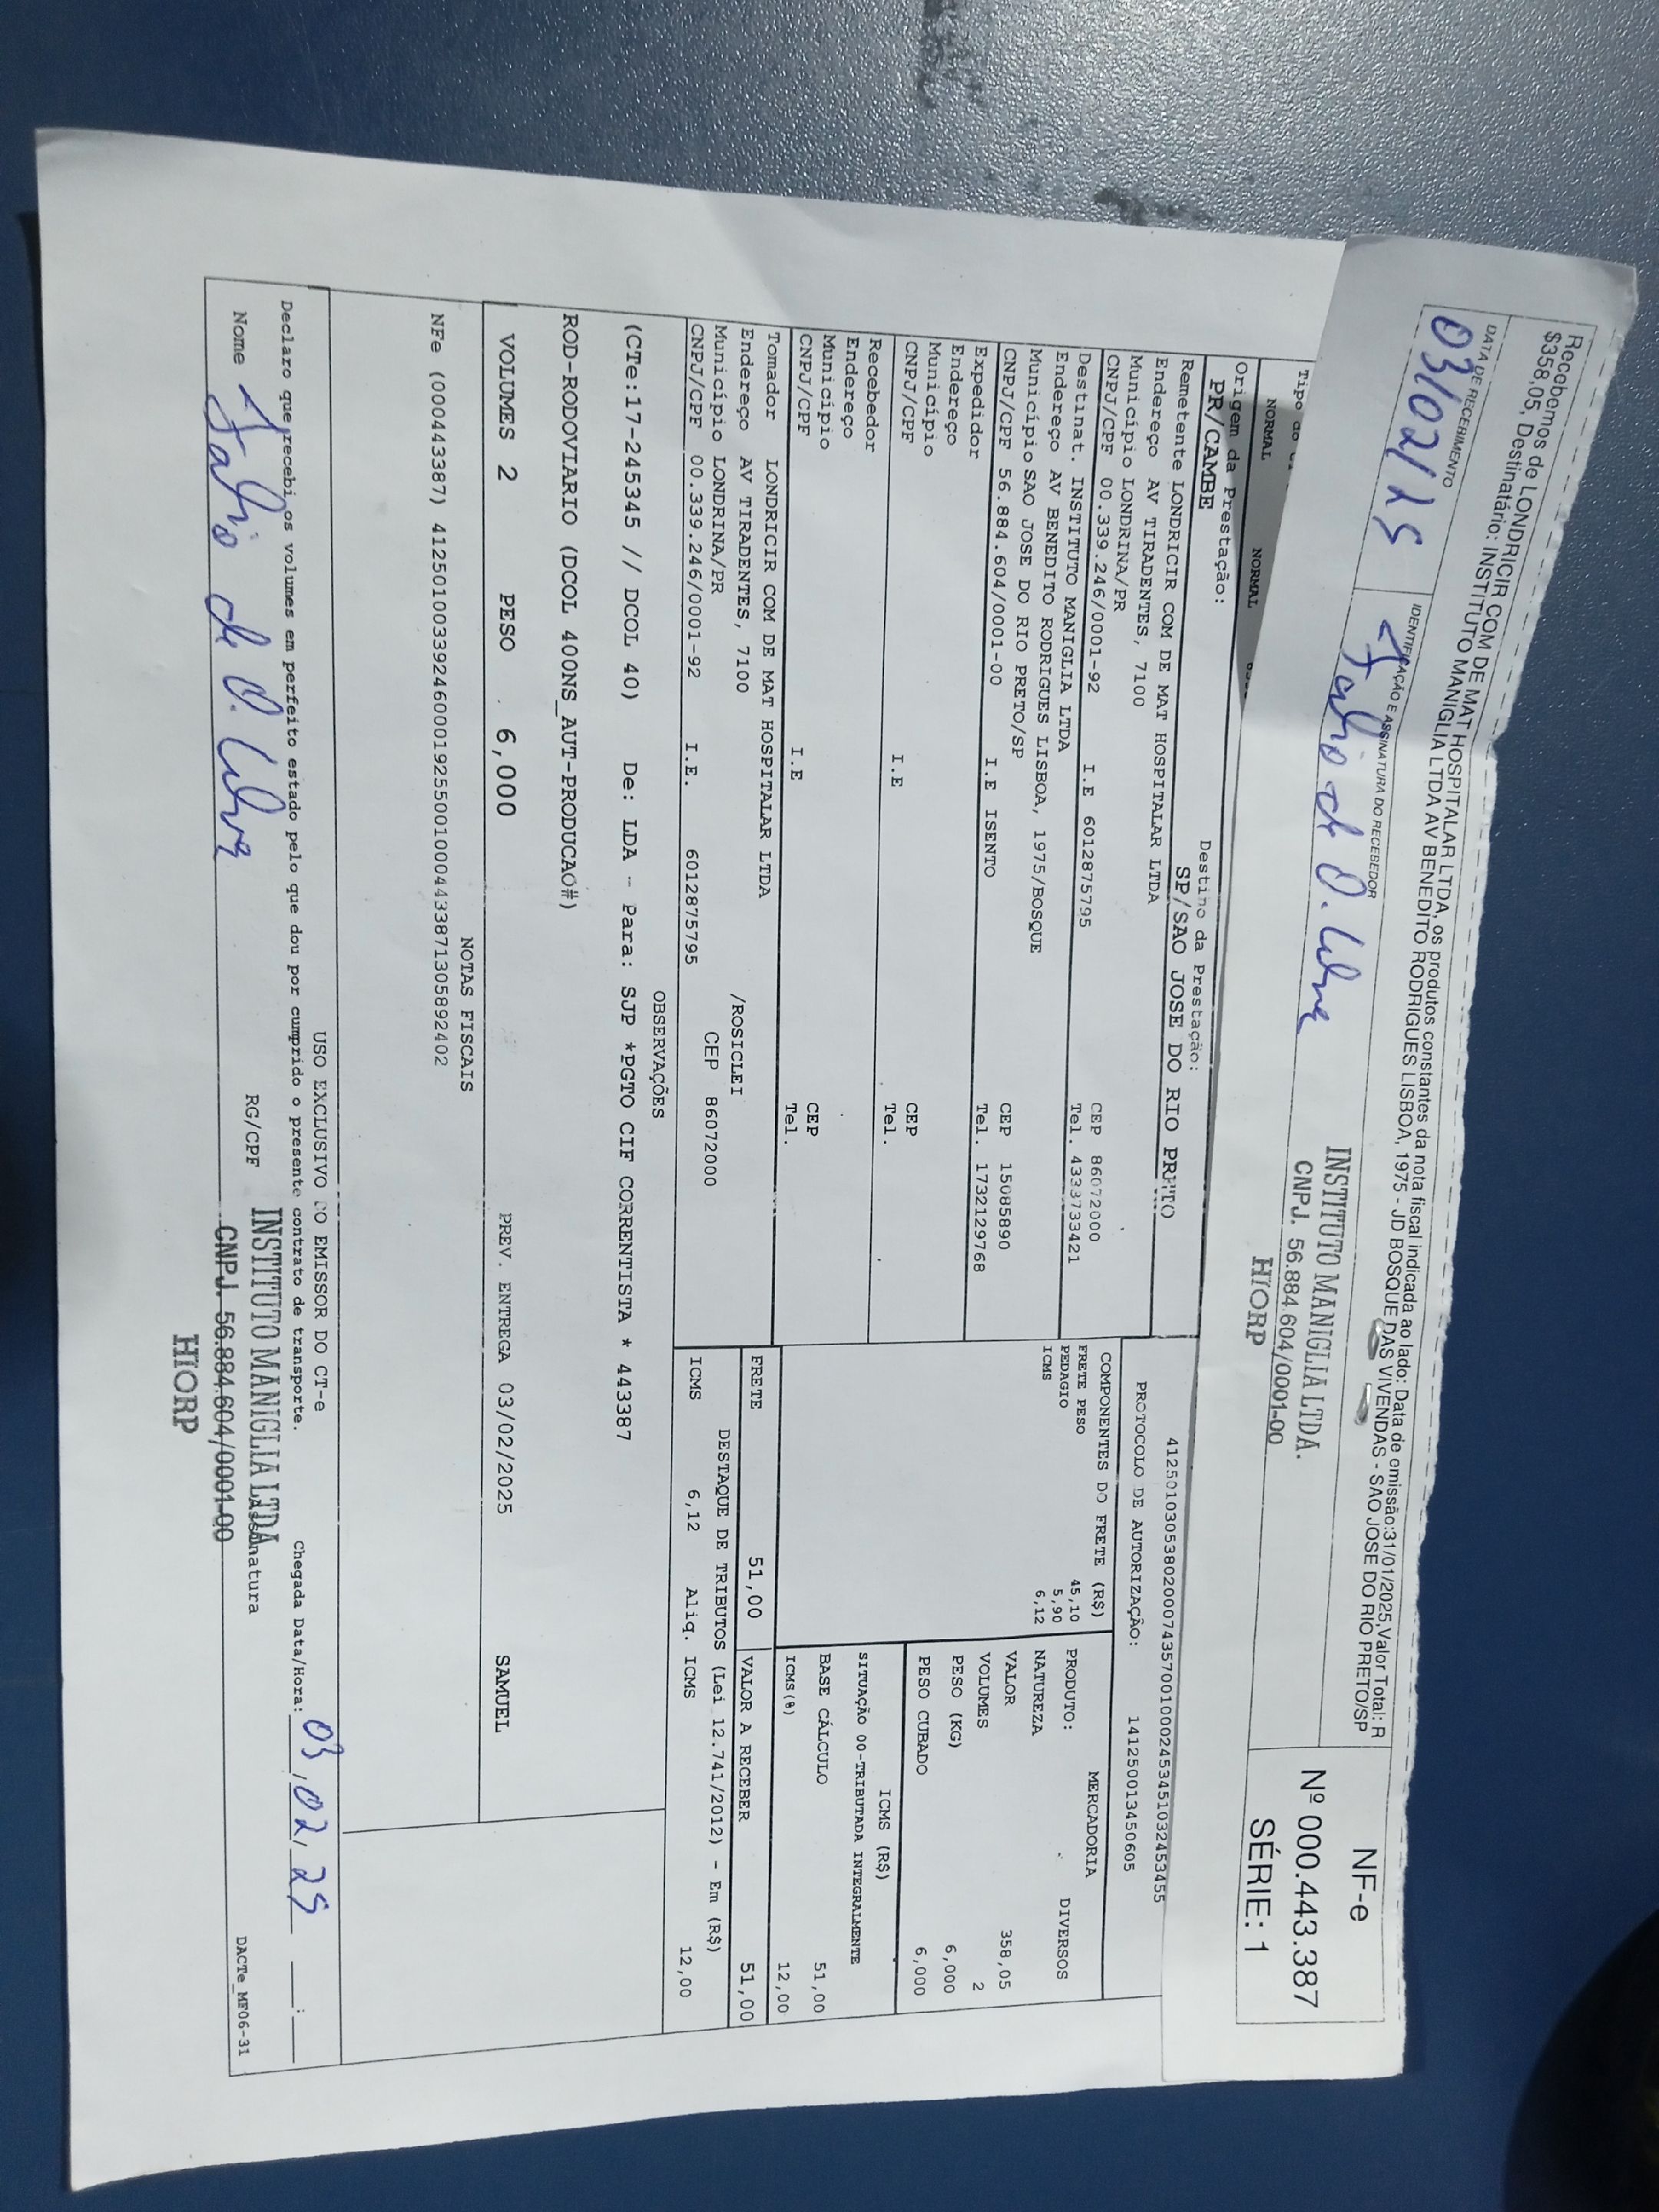 Recebemos de LONDRICIR COM DE MAT HOSPITALAR LTDA, os produtos constantes da nota fiscal indicada ao lado: Data de emissão:31/01/2025,Valor Total: R
$358,05, Destinatário: INSTITUTO MANIGLIA LTDA AV BENEDITO RODRIGUES LISBOA, 1975 - JD BOSQUE DAS VIVENDAS - SAO JOSE DO RIO PRETO/SP
DATA DE RECEBIMENTO
03/02/25
IDENTIFICAÇÃO E ASSINATURA DO RECEBEDOR
INSTITUTO MANIGLIA LTDA.
CNPJ. 56.884.604/0001-00
HIORP
NF-e
Nº 000.443.387
SÉRIE: 1
Tipo do
NORMAL NORMAL
Origem da Prestação:
PR/CAMBE
Destino da Prestação:
SP/SAO JOSE DO RIO PRETO
Remetente LONDRICIR COM DE MAT HOSPITALAR LTDA
Endereço AV TIRADENTES, 7100
Município LONDRINA/PR CEP 86072000
CNPJ/CPF 00.339.246/0001-92 I.E 6012875795 Tel. 4333733421
Destinat. INSTITUTO MANIGLIA LTDA
Endereço AV BENEDITO RODRIGUES LISBOA, 1975/BOSQUE
Município SAO JOSE DO RIO PRETO/SP CEP 15085890
CNPJ/CPF 56.884.604/0001-00 I.E ISENTO Tel. 1732129768
Expedidor
Endereço
Município CEP
CNPJ/CPF I.E Tel.
Recebedor
Endereço
Município CEP
CNPJ/CPF I.E Tel.
Tomador LONDRICIR COM DE MAT HOSPITALAR LTDA
Endereço AV TIRADENTES, 7100 /ROSICLEI
Município LONDRINA/PR CEP 86072000
CNPJ/CPF 00.339.246/0001-92 I.E. 6012875795
PROTOCOLO DE AUTORIZAÇÃO: 141250013450605
COMPONENTES DO FRETE (R$)
FRETE PESO 45,10
PEDAGIO 5,90
ICMS 6,12
MERCADORIA
PRODUTO: DIVERSOS
NATUREZA
VALOR 358,05
VOLUMES 2
PESO (KG) 6,000
PESO CUBADO 6,000
ICMS (R$)
SITUAÇÃO 00-TRIBUTADA INTEGRALMENTE
BASE CÁLCULO 51,00
ICMS(%) 12,00
FRETE 51,00 VALOR A RECEBER 51,00
DESTAQUE DE TRIBUTOS (Lei 12.741/2012) - Em (R$)
ICMS 6,12 Aliq. ICMS 12,00
OBSERVAÇÕES
(CTe:17-245345 // DCOL 40) De: LDA - Para: SJP *PGTO CIF CORRENTISTA * 443387
ROD-RODOVIARIO (DCOL 400NS_AUT-PRODUCAO#)
VOLUMES 2 PESO 6,000 PREV. ENTREGA 03/02/2025 SAMUEL
NOTAS FISCAIS
NFe (000443387) 41250100339246000192550010004433871305892402
USO EXCLUSIVO DO EMISSOR DO CT-e
Declaro que recebi os volumes em perfeito estado pelo que dou por cumprido o presente contrato de transporte. Chegada Data/Hora: 03/02/25 __:__
Nome RG/CPF Assinatura
INSTITUTO MANIGLIA LTDA
CNPJ. 56.884.604/0001-00
HIORP
DACTe_MF06-31